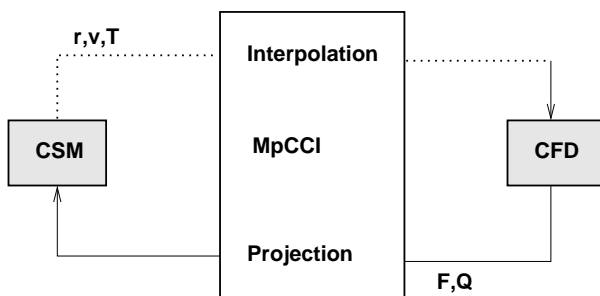 r,v,T
Interpolation
CSM
MpCCI
CFD
Projection
F,Q